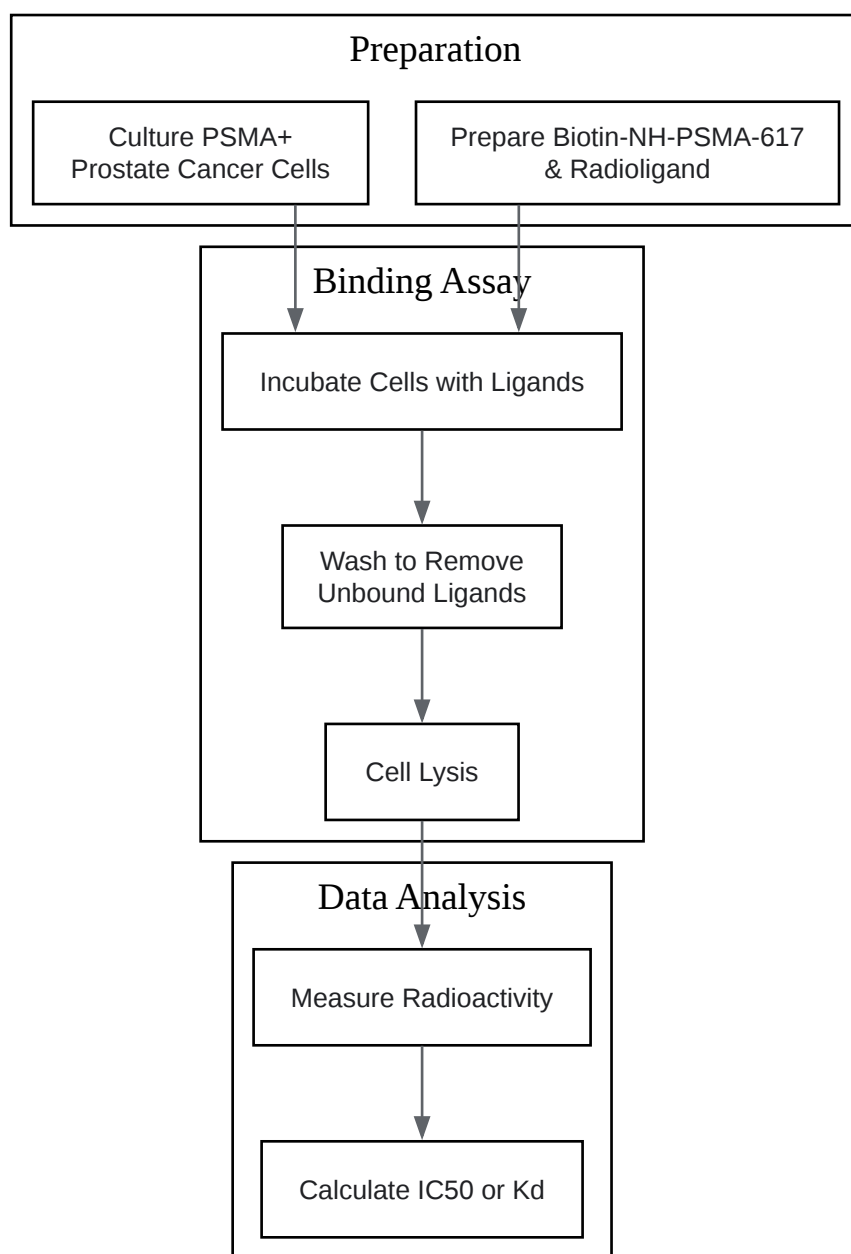 Preparation
Culture PSMA+
Prostate Cancer Cells
Prepare Biotin-NH-PSMA-617
& Radioligand
Binding Assay
Incubate Cells with Ligands
Wash to Remove
Unbound Ligands
Cell Lysis
Data Analysis
Measure Radioactivity
Calculate IC50 or Kd